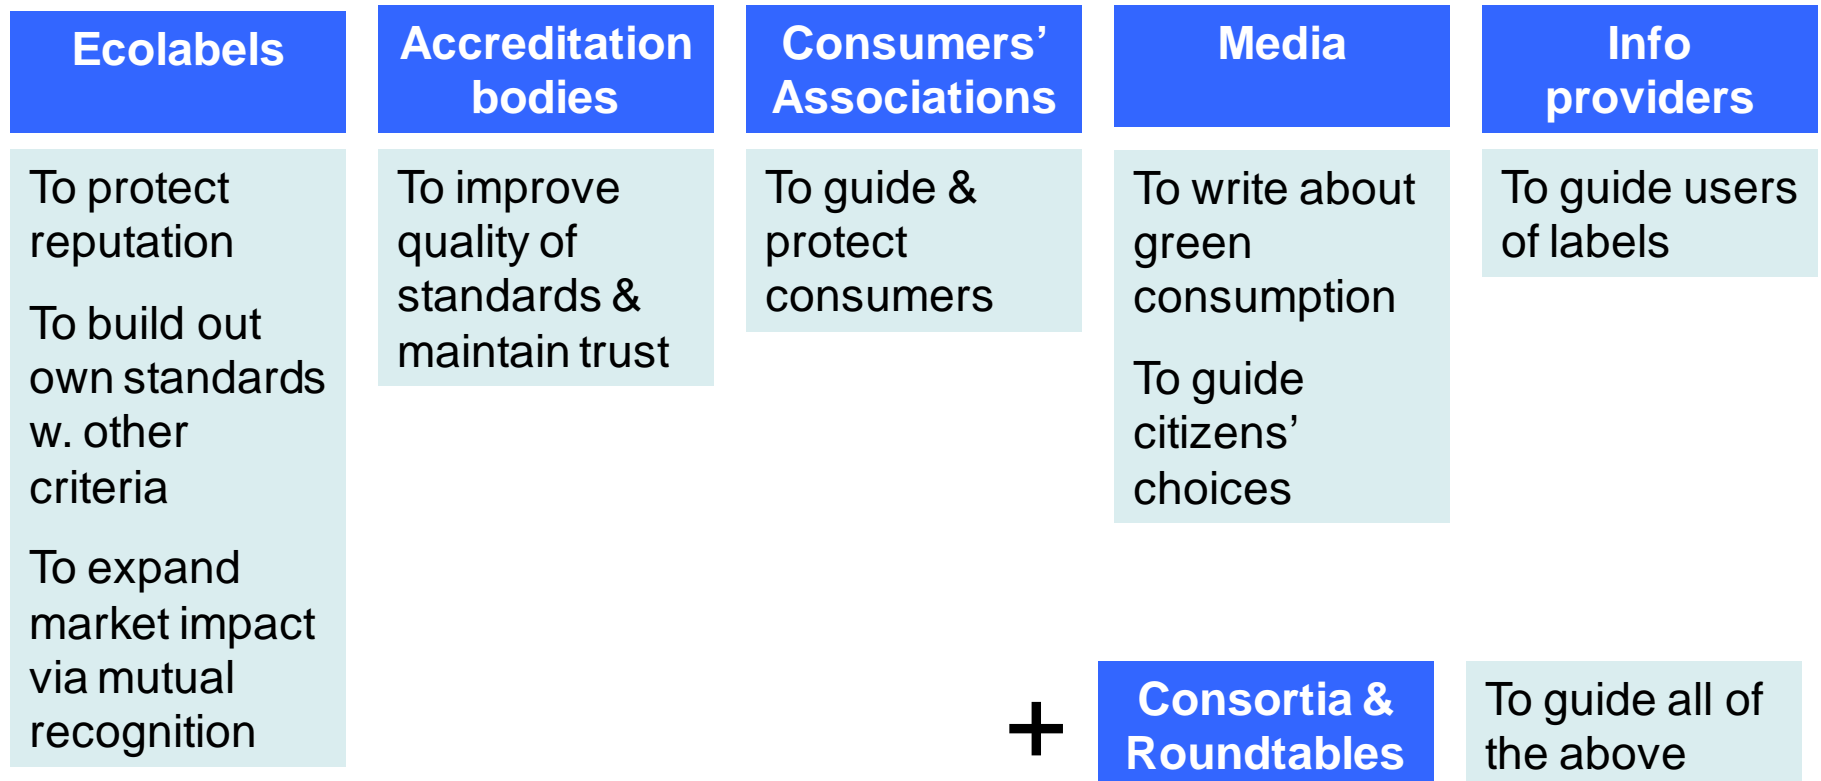 Ecolabels
To protect
reputation
To build out
own standards
w. other
criteria
To expand
market impact
via mutual
recognition
Accreditation
bodies
To improve
quality of
standards &
maintain trust
Consumers’
Associations
To guide &
protect
consumers
Media
To write about
green
consumption
To guide
citizens’
choices
Info
providers
To guide users
of labels
+
Consortia &
Roundtables
To guide all of
the above